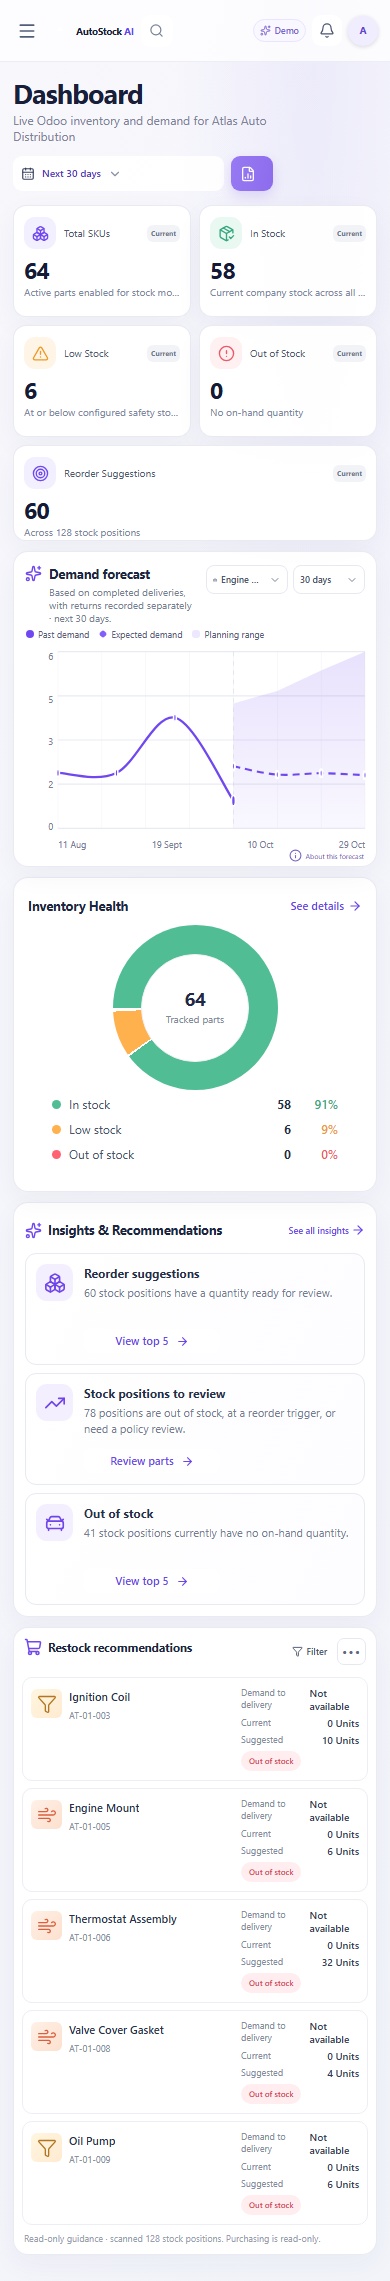 AutoStock AI
Demo
A
Dashboard
Live Odoo inventory and demand for Atlas Auto
Distribution
Next 30 days
Total SKUs
Current
64
Active parts enabled for stock mo...
In Stock
Current
58
Current company stock across all ...
Low Stock
Current
6
At or below configured safety sto...
Out of Stock
Current
0
No on-hand quantity
Reorder Suggestions
Current
60
Across 128 stock positions
Demand forecast
Based on completed deliveries,
with returns recorded separately
· next 30 days.
Engine ...
30 days
Past demand
Expected demand
Planning range
6
5
3
2
0
11 Aug
19 Sept
10 Oct
29 Oct
About this forecast
Inventory Health
See details
64
Tracked parts
In stock 58 91%
Low stock 6 9%
Out of stock 0 0%
Insights & Recommendations
See all insights
Reorder suggestions
60 stock positions have a quantity ready for review.
View top 5
Stock positions to review
78 positions are out of stock, at a reorder trigger, or
need a policy review.
Review parts
Out of stock
41 stock positions currently have no on-hand quantity.
View top 5
Restock recommendations
Filter
Ignition Coil
AT-01-003
Demand to
delivery
Not
available
Current 0 Units
Suggested 10 Units
Out of stock
Engine Mount
AT-01-005
Demand to
delivery
Not
available
Current 0 Units
Suggested 6 Units
Out of stock
Thermostat Assembly
AT-01-006
Demand to
delivery
Not
available
Current 0 Units
Suggested 32 Units
Out of stock
Valve Cover Gasket
AT-01-008
Demand to
delivery
Not
available
Current 0 Units
Suggested 4 Units
Out of stock
Oil Pump
AT-01-009
Demand to
delivery
Not
available
Current 0 Units
Suggested 6 Units
Out of stock
Read-only guidance · scanned 128 stock positions. Purchasing is read-only.